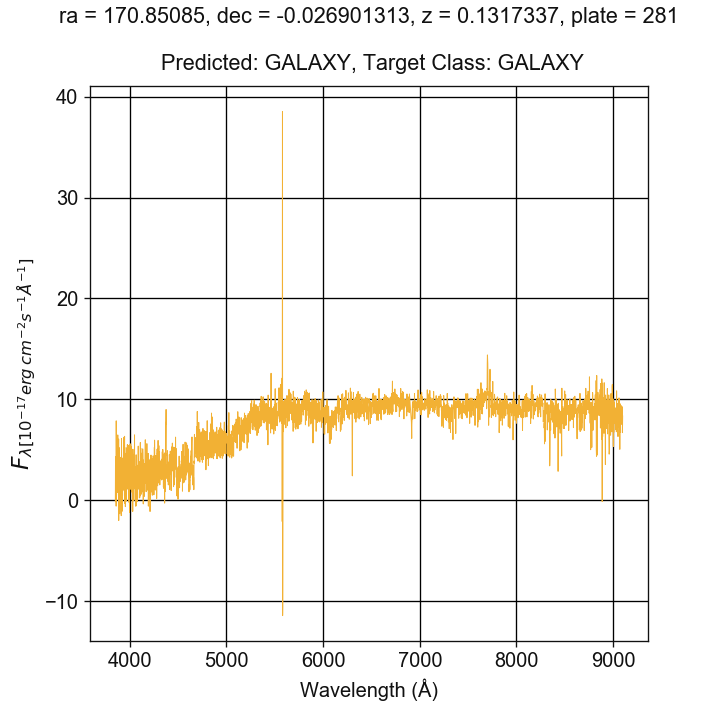 ra = 170.85085, dec = -0.026901313, z = 0.1317337, plate = 281
Predicted: GALAXY, Target Class: GALAXY
40
30
20
10
0
−10
F_λ[10⁻¹⁷ erg cm⁻² s⁻¹ Å⁻¹]
4000 5000 6000 7000 8000 9000
Wavelength (Å)